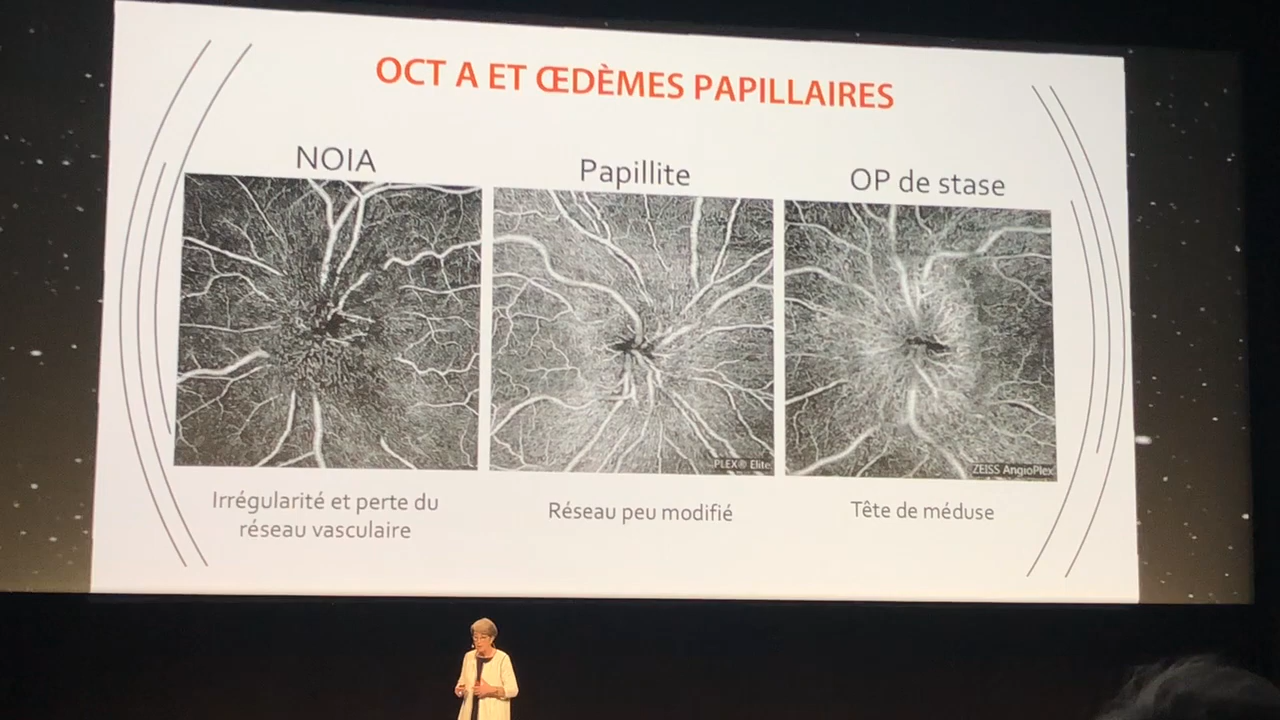 OCT A ET ŒDÈMES PAPILLAIRES
NOIA
Papillite
OP de stase
PLEX® Elite
ZEISS AngioPlex
Irrégularité et perte du
réseau vasculaire
Réseau peu modifié
Tête de méduse